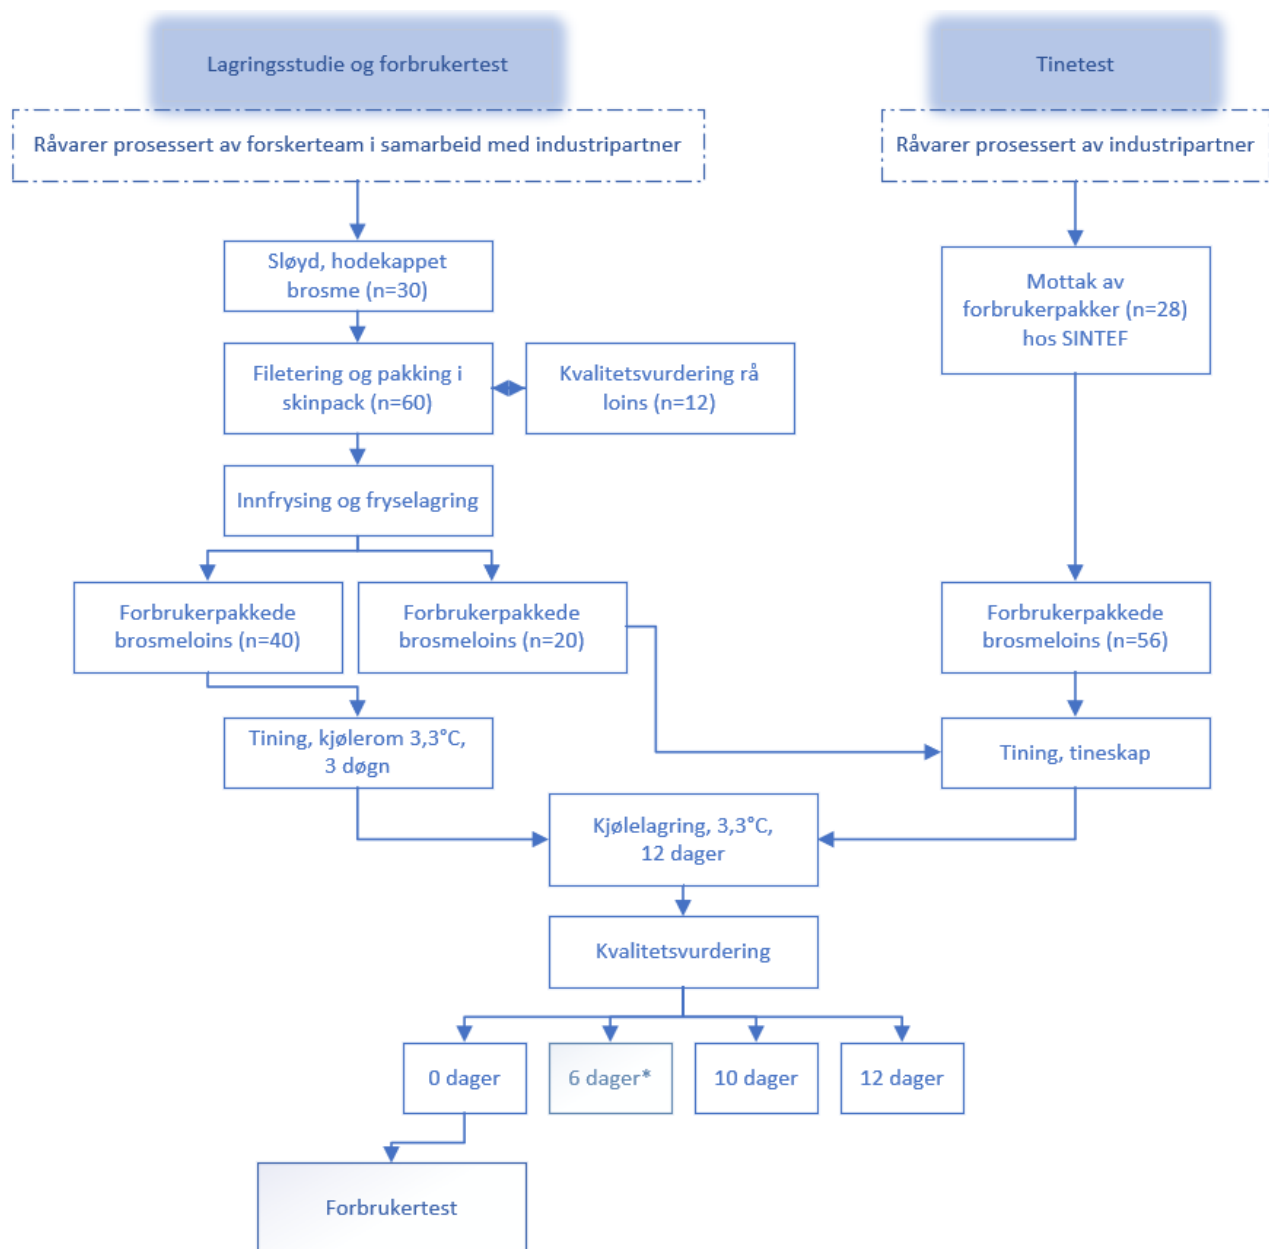 Lagringsstudie og forbrukertest
Tinetest
Råvarer prosessert av forskerteam i samarbeid med industripartner
Råvarer prosessert av industripartner
Sløyd, hodekappet
brosme (n=30)
Mottak av
forbrukerpakker (n=28)
hos SINTEF
Filetering og pakking i
skinpack (n=60)
Kvalitetsvurdering rå
loins (n=12)
Innfrysing og fryselagring
Forbrukerpakkede
brosmeloins (n=40)
Forbrukerpakkede
brosmeloins (n=20)
Forbrukerpakkede
brosmeloins (n=56)
Tining, kjølerom 3,3°C,
3 døgn
Tining, tineskap
Kjølelagring, 3,3°C,
12 dager
Kvalitetsvurdering
0 dager
6 dager*
10 dager
12 dager
Forbrukertest